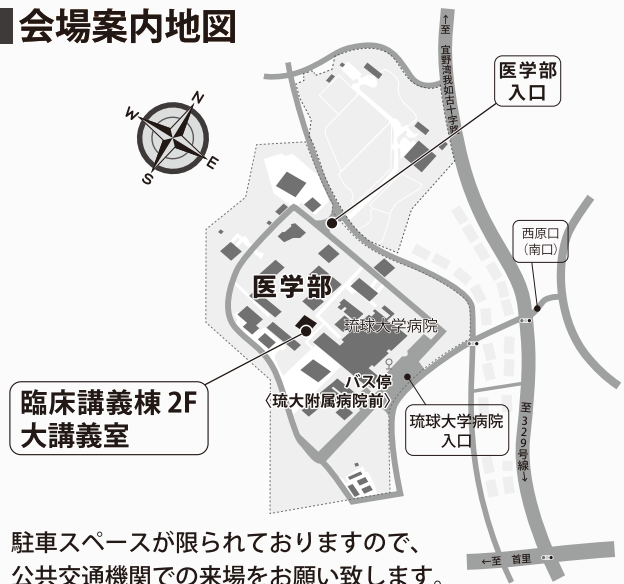 会場案内地図
←至 宜野湾我如古十字路
医学部
入口
N
W
E
S
西原口
(南口)
医学部
琉球大学病院
バス停
〈琉大附属病院前〉
臨床講義棟 2F
大講義室
琉球大学病院
入口
至 329号線→
←至 首里
駐車スペースが限られておりますので、
公共交通機関での来場をお願い致します。